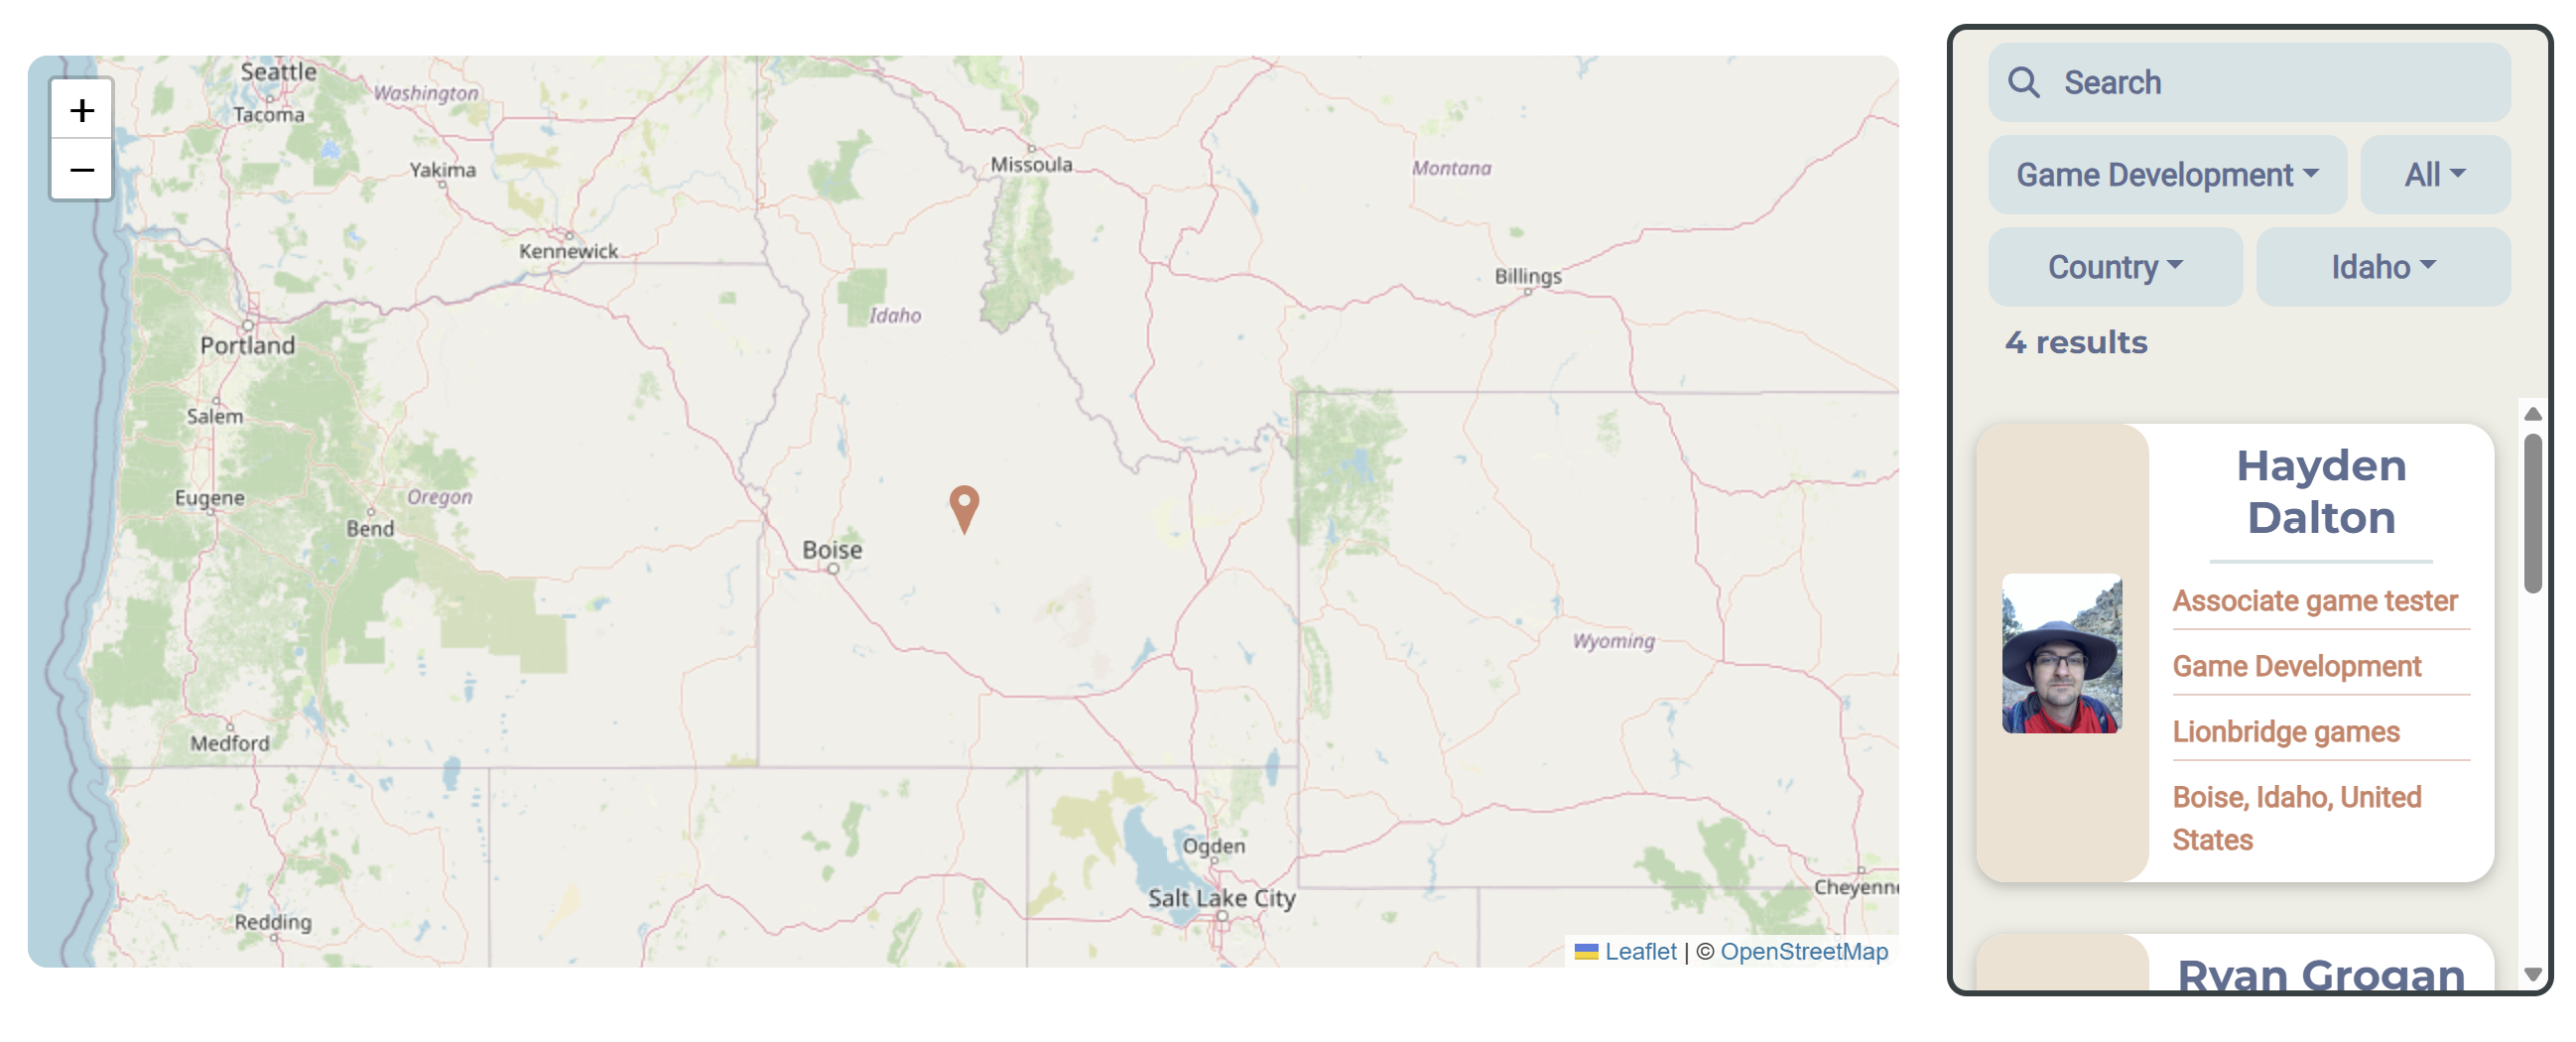 Seattle
Washington
Tacoma
Yakima
Missoula
Montana
Kennewick
Billings
Idaho
Portland
Salem
Eugene
Oregon
Bend
Boise
Wyoming
Medford
Ogden
Salt Lake City
Cheyenn
Redding
+
−
Leaflet | © OpenStreetMap
Search
Game Development
All
Country
Idaho
4 results
Hayden
Dalton
Associate game tester
Game Development
Lionbridge games
Boise, Idaho, United
States
Ryan Grogan